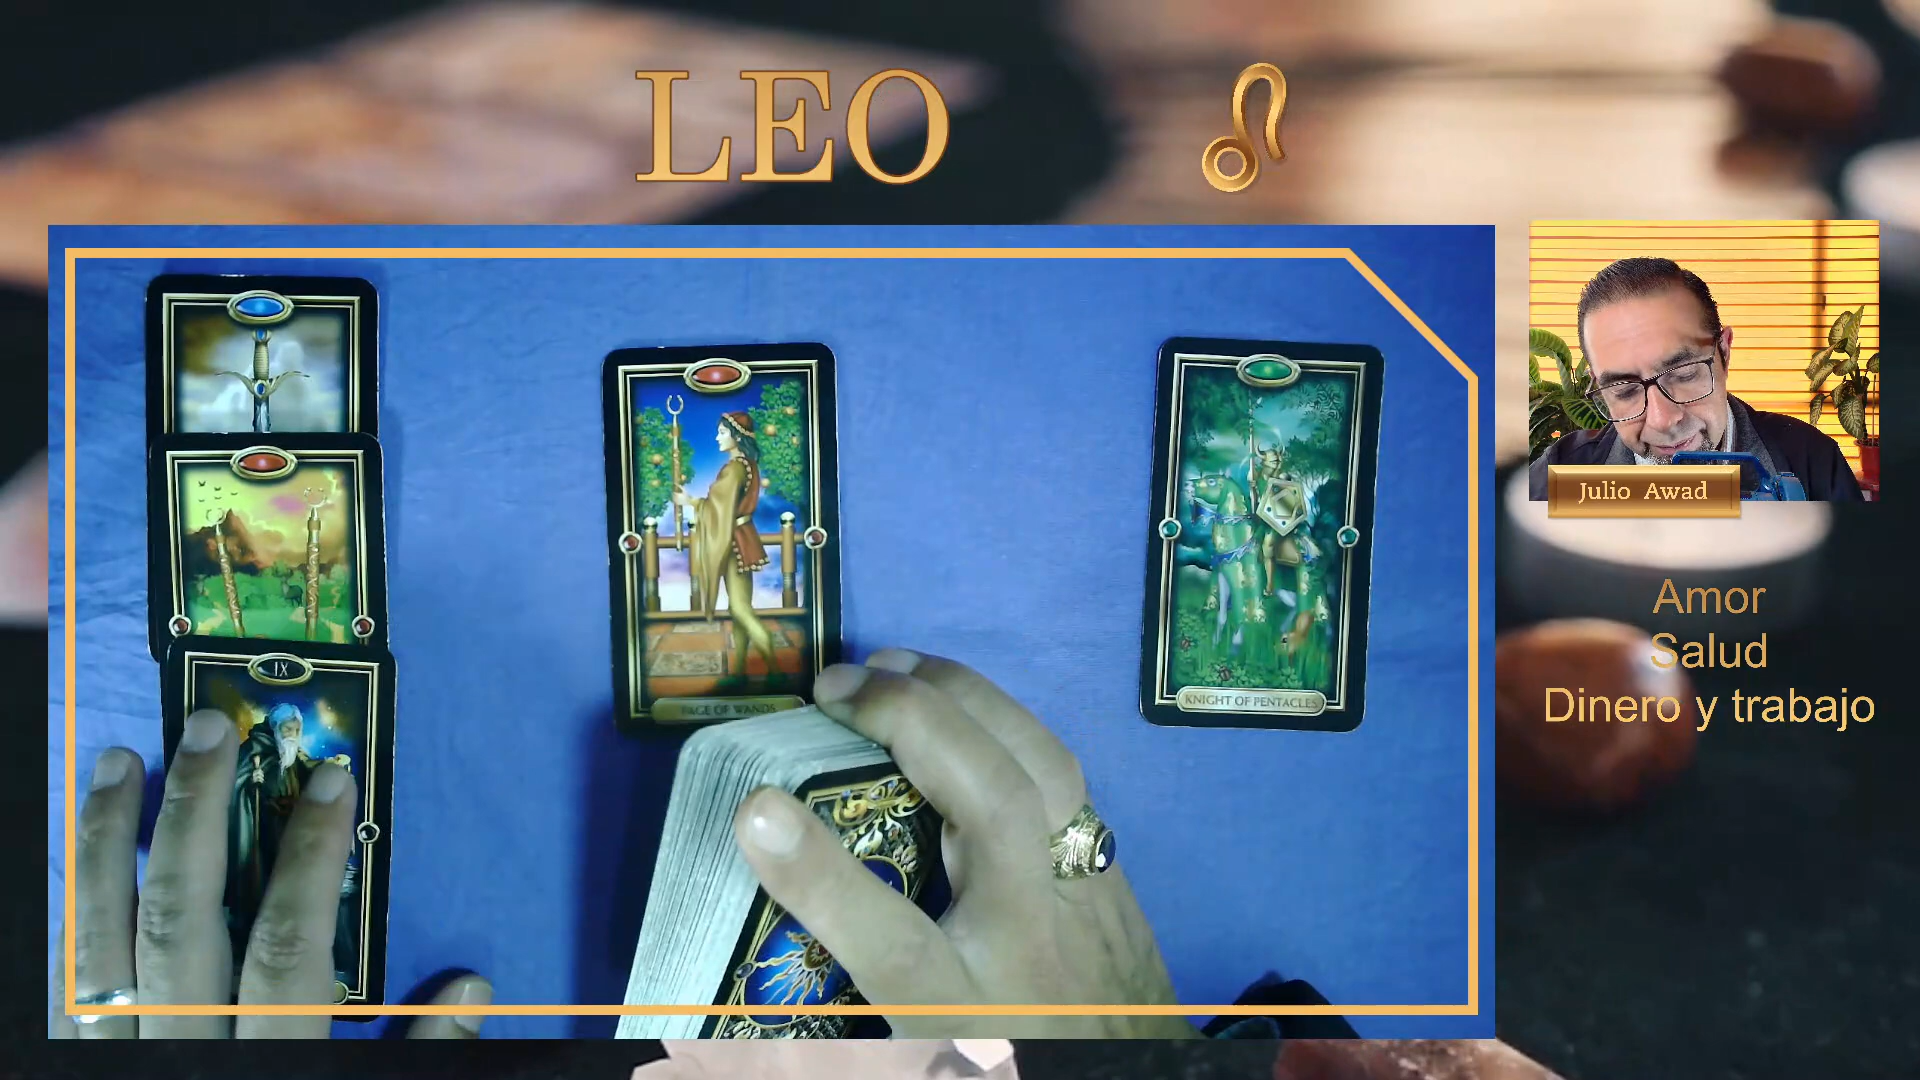 LEO
Julio Awad
Amor
Salud
Dinero y trabajo
IX
PAGE OF WANDS
KNIGHT OF PENTACLES